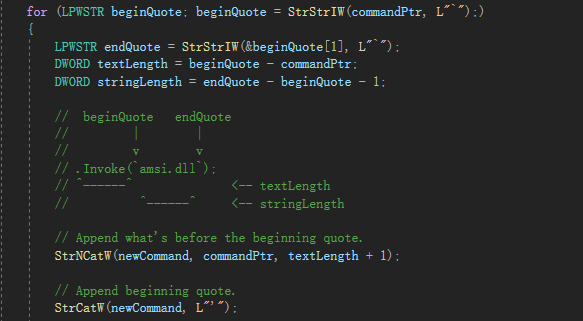 for (LPWSTR beginQuote; beginQuote = StrStrIW(commandPtr, L"`");)
{
LPWSTR endQuote = StrStrIW(&beginQuote[1], L"`");
DWORD textLength = beginQuote - commandPtr;
DWORD stringLength = endQuote - beginQuote - 1;
//  beginQuote   endQuote
//         |        |
//         v        v
// .Invoke(`amsi.dll`);
// ^------^              <-- textLength
//          ^------^     <-- stringLength
// Append what's before the beginning quote.
StrNCatW(newCommand, commandPtr, textLength + 1);
// Append beginning quote.
StrCatW(newCommand, L"'");